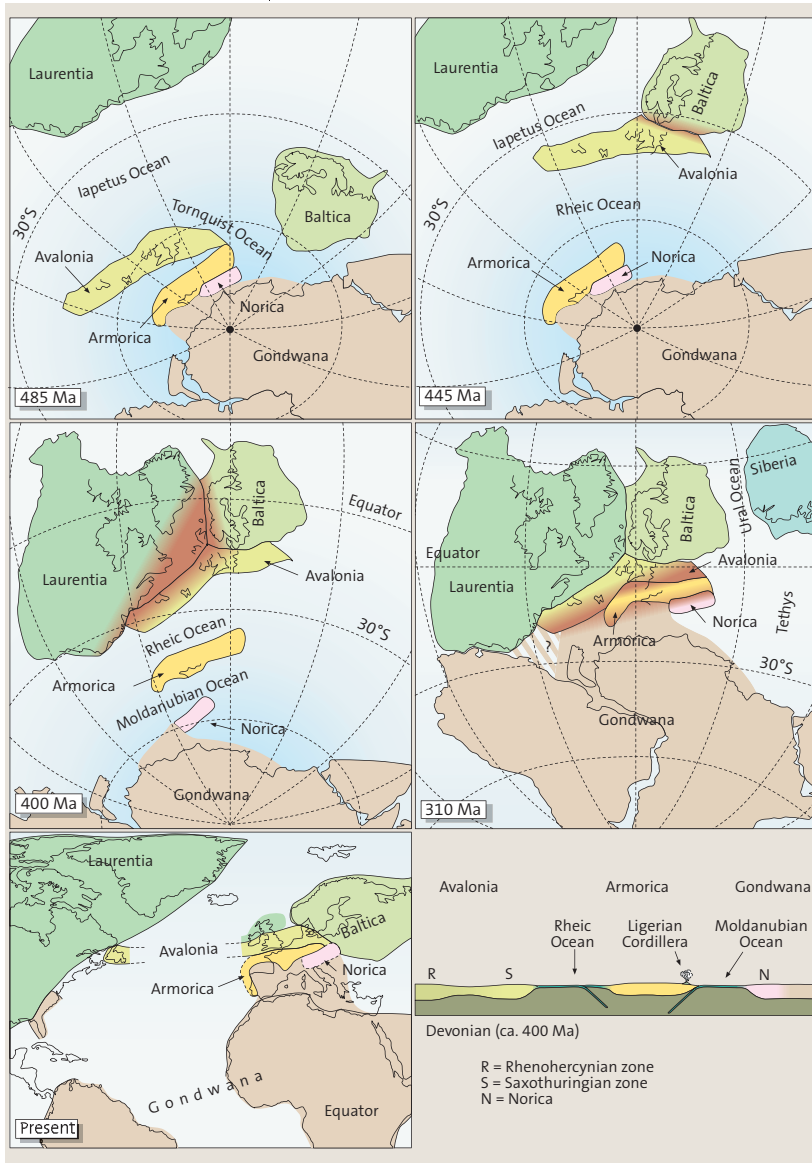 Laurentia
Iapetus Ocean
30°S
Tornquist Ocean
Baltica
Avalonia
Armorica
Norica
Gondwana
485 Ma
Laurentia
Baltica
Iapetus Ocean
Avalonia
30°S
Rheic Ocean
Armorica
Norica
Gondwana
445 Ma
Baltica
Equator
Laurentia
Avalonia
Rheic Ocean
30°S
Armorica
Moldanubian Ocean
Norica
Gondwana
400 Ma
Siberia
Ural Ocean
Baltica
Equator
Avalonia
Laurentia
Tethys
Norica
Armorica
?
30°S
Gondwana
310 Ma
Laurentia
Baltica
Avalonia
Norica
Armorica
Gondwana
Equator
Present
Avalonia Armorica Gondwana
Rheic Ocean
Ligerian Cordillera
Moldanubian Ocean
R S N
Devonian (ca. 400 Ma)
R = Rhenohercynian zone
S = Saxothuringian zone
N = Norica